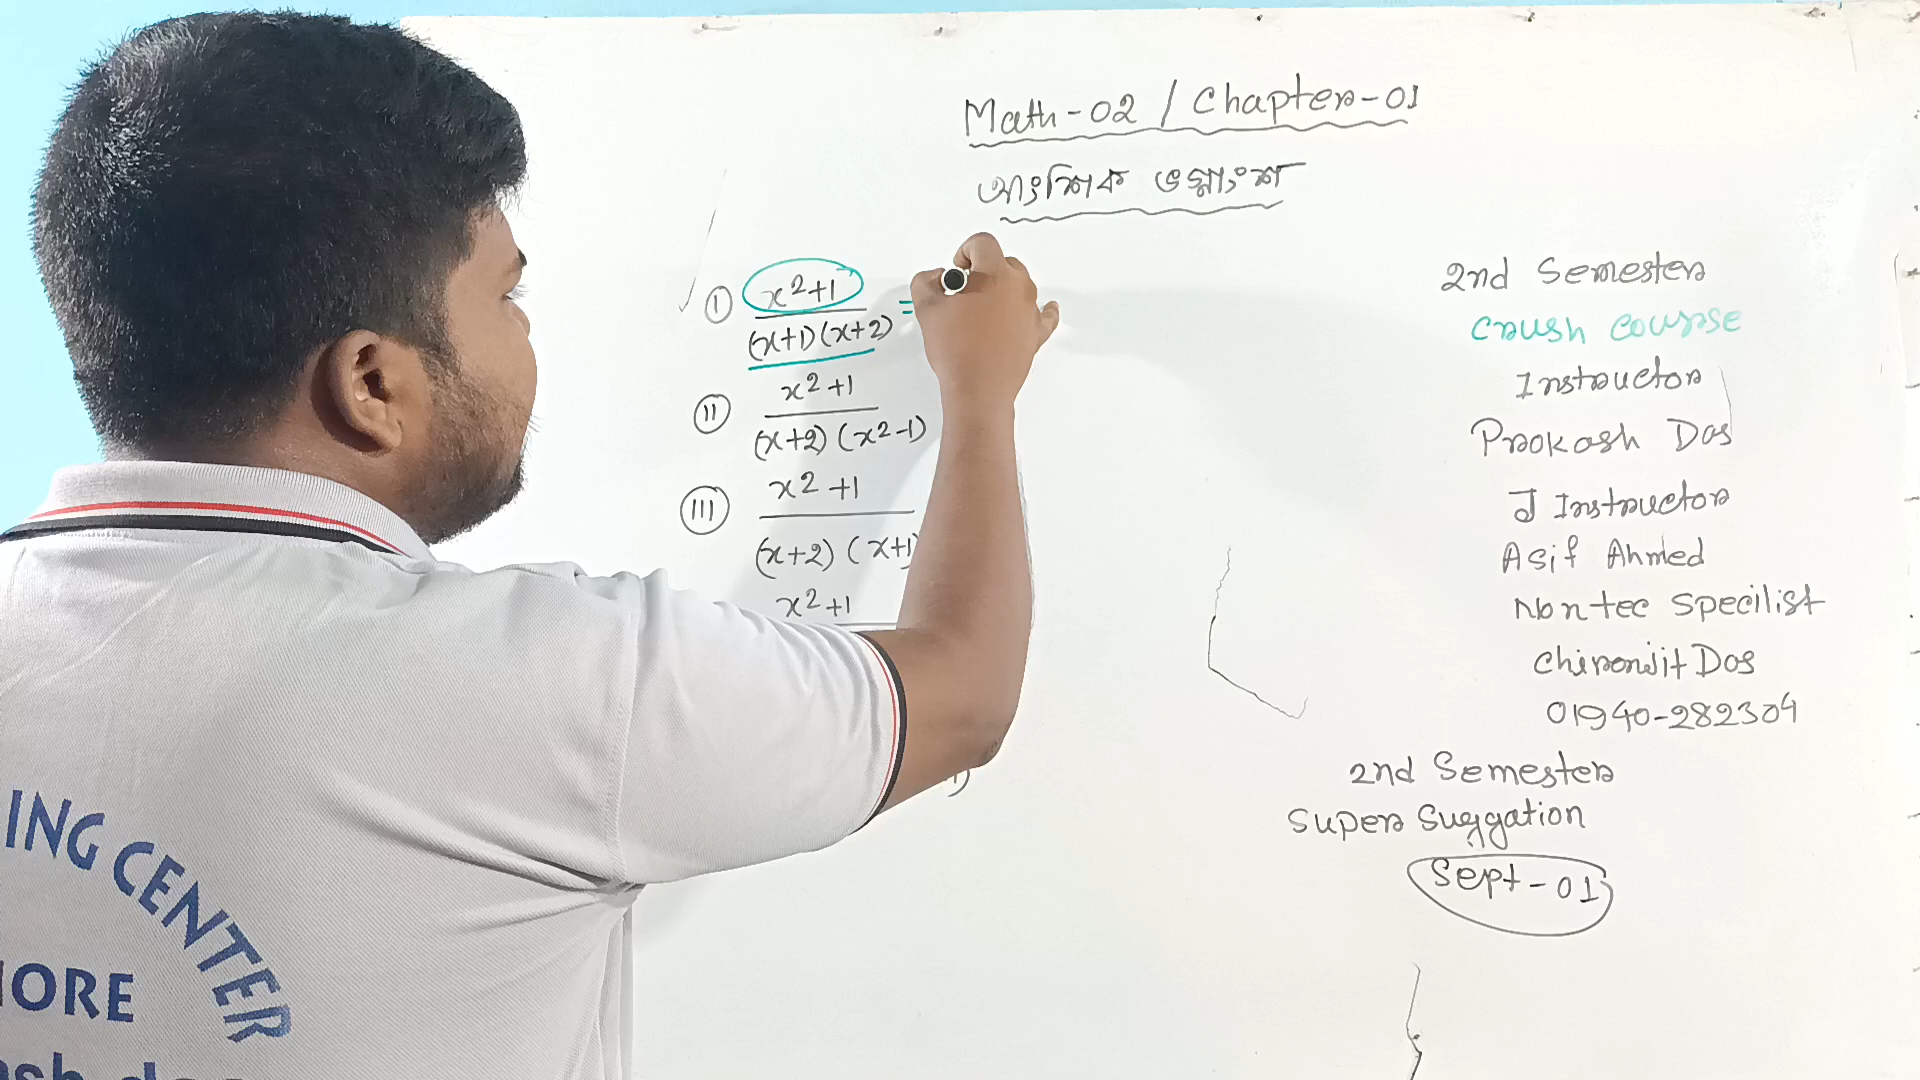 Math-02 / Chapter-01
আংশিক ভগ্নাংশ
(I) x²+1
(x+1)(x+2) =
(II) x²+1
(x+2)(x²-1)
(III) x²+1
(x+2)(x+1)
x²+1
2nd Semester
Crush Course
Instructor
Prokash Das
J Instructor
Asif Ahmed
Non tec Specilist
Chironjit Das
01940-282304
2nd Semester
Super Suggation
Sept-01
ING CENTER
ORE